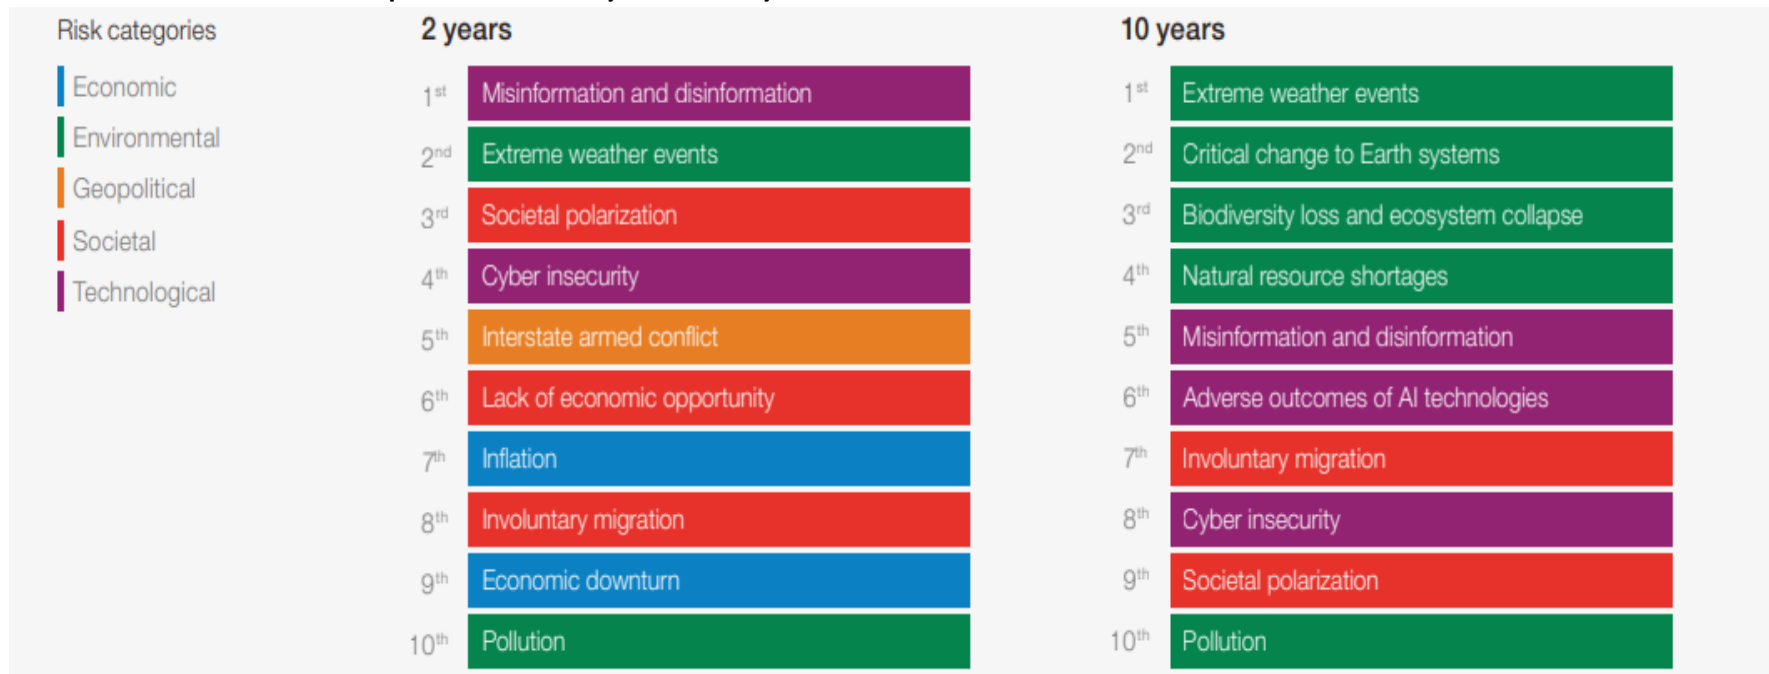 Risk categories
Economic
Environmental
Geopolitical
Societal
Technological
2 years
1st Misinformation and disinformation
2nd Extreme weather events
3rd Societal polarization
4th Cyber insecurity
5th Interstate armed conflict
6th Lack of economic opportunity
7th Inflation
8th Involuntary migration
9th Economic downturn
10th Pollution
10 years
1st Extreme weather events
2nd Critical change to Earth systems
3rd Biodiversity loss and ecosystem collapse
4th Natural resource shortages
5th Misinformation and disinformation
6th Adverse outcomes of AI technologies
7th Involuntary migration
8th Cyber insecurity
9th Societal polarization
10th Pollution